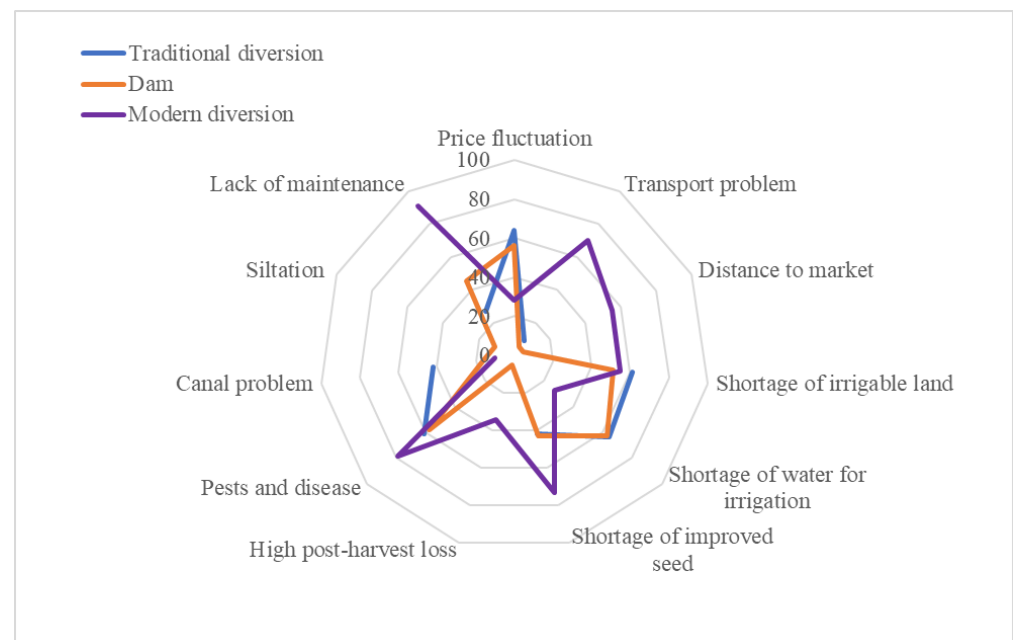 Traditional diversion
Dam
Modern diversion
Price fluctuation
100
Lack of maintenance
Transport problem
80
60
Siltation
Distance to market
40
20
0
Canal problem
Shortage of irrigable land
Pests and disease
Shortage of water for
irrigation
High post-harvest loss
Shortage of improved
seed